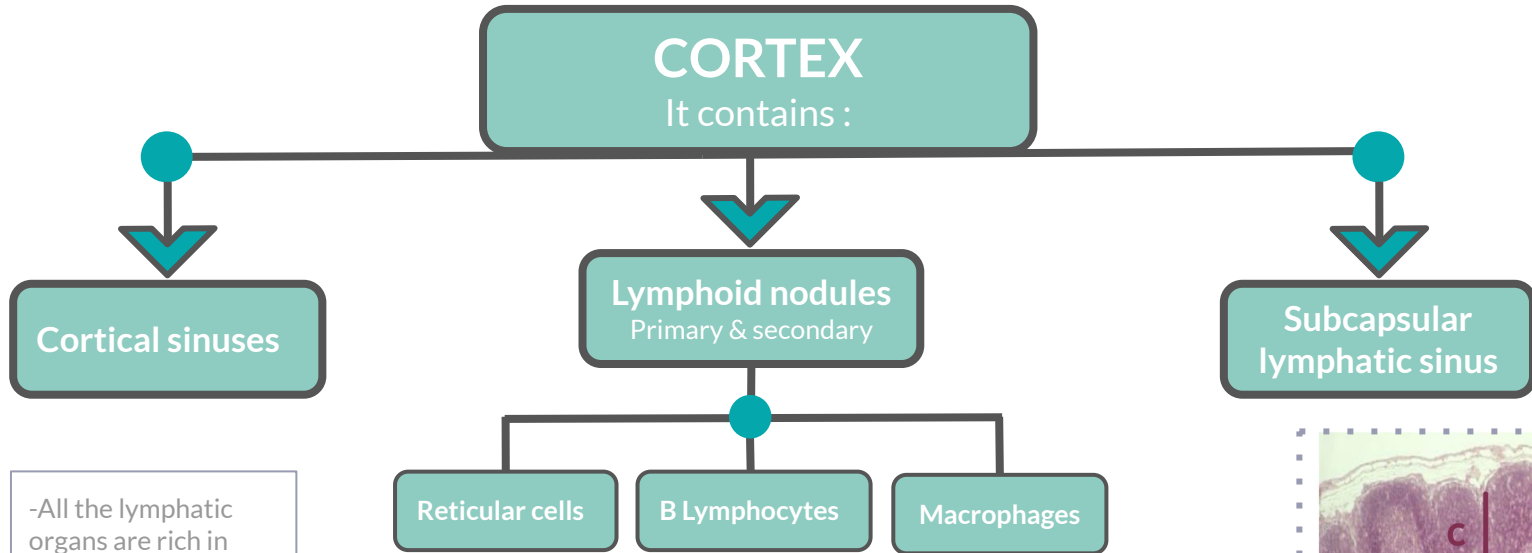 CORTEX
It contains :
Cortical sinuses
Lymphoid nodules
Primary & secondary
Subcapsular
lymphatic sinus
Reticular cells
B Lymphocytes
Macrophages
-All the lymphatic
organs are rich in
C